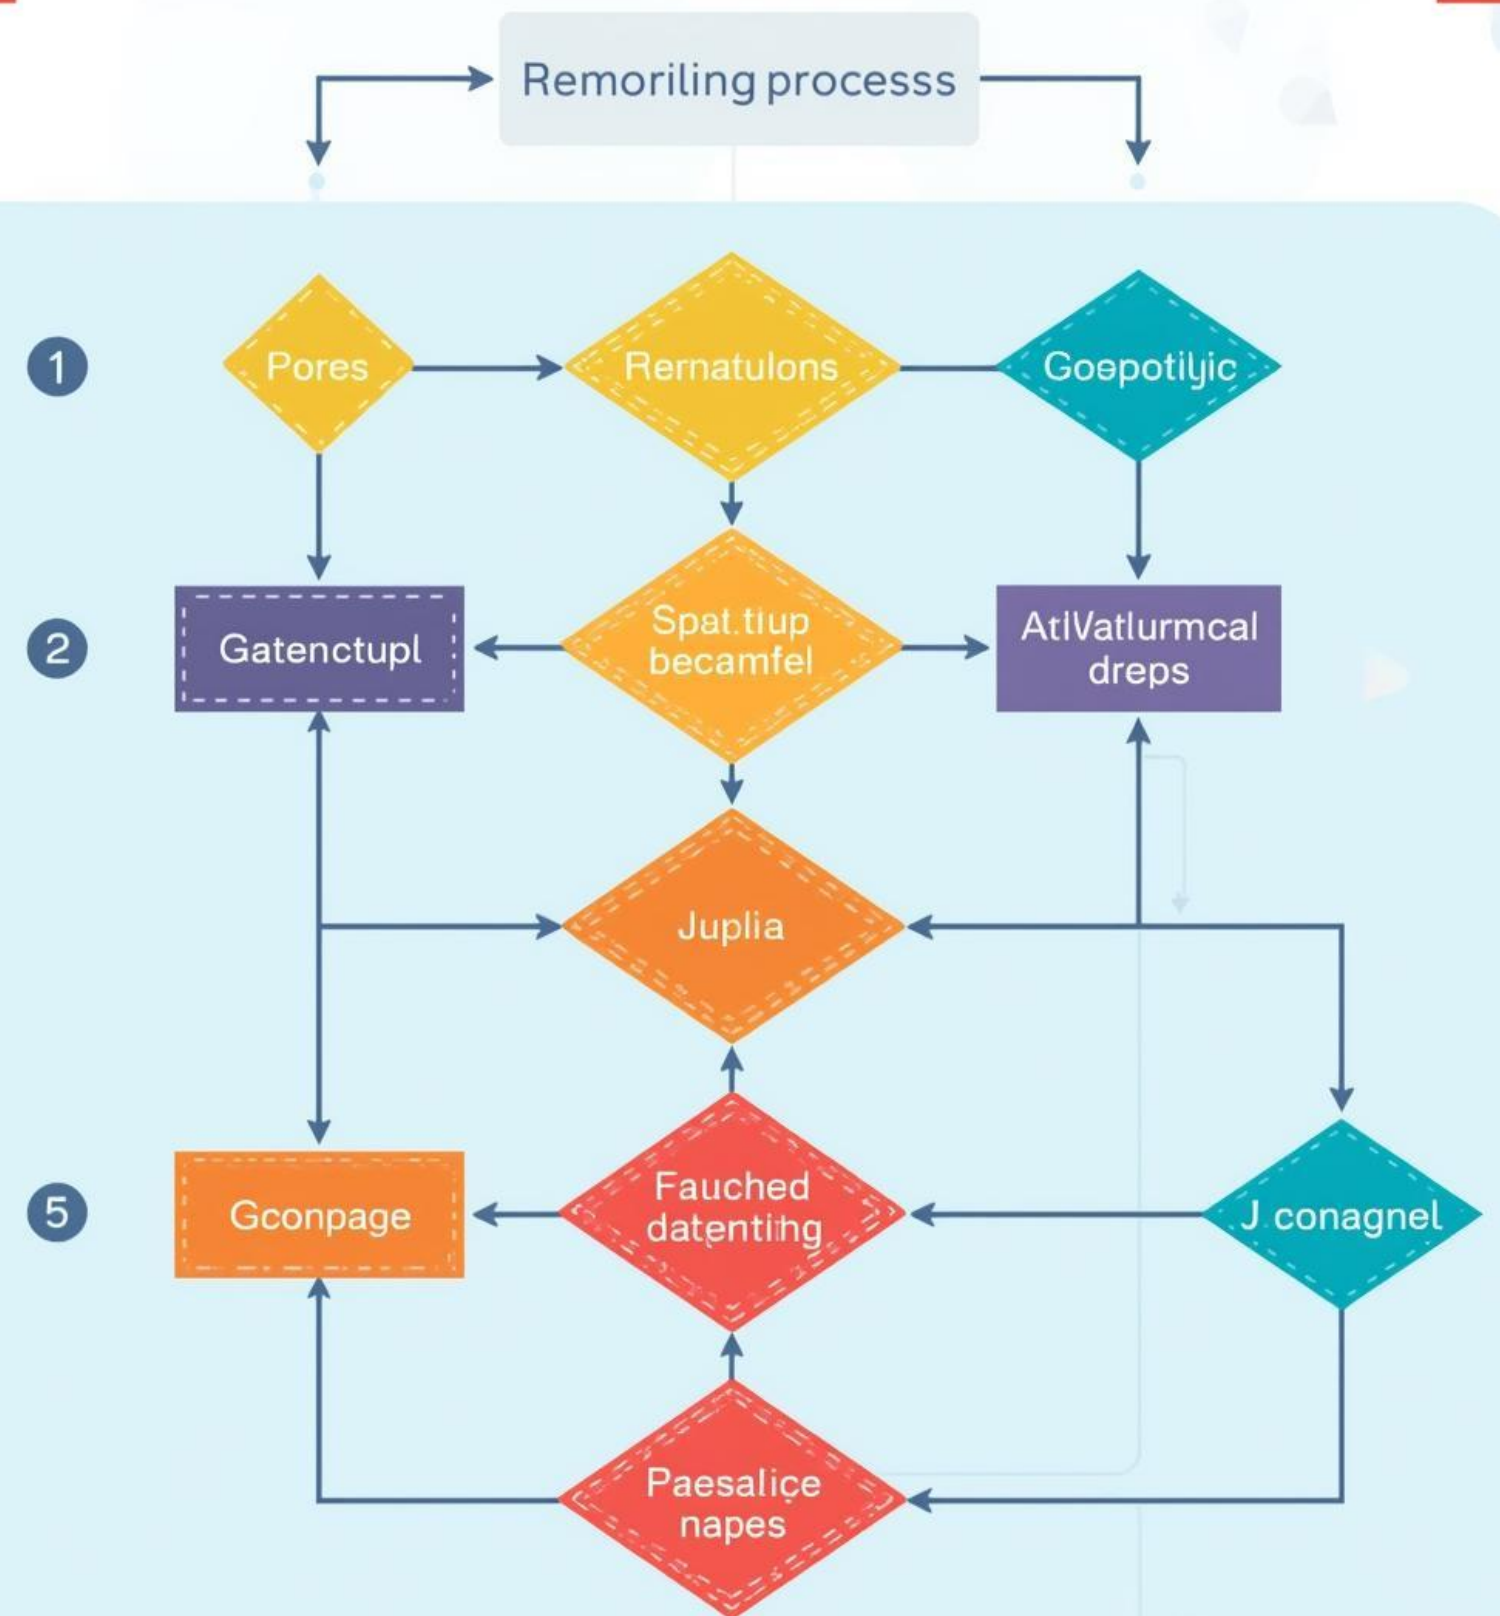 Remoriling processs
1
Pores
Rernatulons
Goepotilyic
2
Gatenctupl
Spat.tiup
becamfel
AtlVatlurmcal
dreps
Juplia
5
Gconpage
Fauched
datenting
J.conagnel
Paesalice
napes